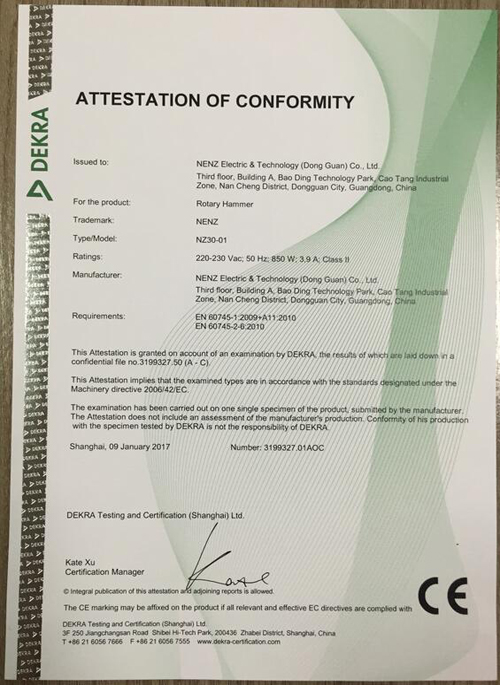 DEKRA
ATTESTATION OF CONFORMITY
Issued to: NENZ Electric & Technology (Dong Guan) Co., Ltd.
Third floor, Building A, Bao Ding Technology Park, Cao Tang Industrial
Zone, Nan Cheng District, Dongguan City, Guangdong, China
For the product: Rotary Hammer
Trademark: NENZ
Type/Model: NZ30-01
Ratings: 220-230 Vac; 50 Hz; 850 W; 3,9 A; Class II
Manufacturer: NENZ Electric & Technology (Dong Guan) Co., Ltd.
Third floor, Building A, Bao Ding Technology Park, Cao Tang Industrial
Zone, Nan Cheng District, Dongguan City, Guangdong, China
Requirements: EN 60745-1:2009+A11:2010
EN 60745-2-6:2010
This Attestation is granted on account of an examination by DEKRA, the results of which are laid down in a
confidential file no.3199327.50 (A - C).
This Attestation implies that the examined types are in accordance with the standards designated under the
Machinery directive 2006/42/EC.
The examination has been carried out on one single specimen of the product, submitted by the manufacturer.
The Attestation does not include an assessment of the manufacturer's production. Conformity of his production
with the specimen tested by DEKRA is not the responsibility of DEKRA.
Shanghai, 09 January 2017 Number: 3199327.01AOC
DEKRA Testing and Certification (Shanghai) Ltd.
Kate Xu
Certification Manager
© Integral publication of this attestation and adjoining reports is allowed.
The CE marking may be affixed on the product if all relevant and effective EC directives are complied with
CE
DEKRA Testing and Certification (Shanghai) Ltd.
3F 250 Jiangchangsan Road Shibei Hi-Tech Park, 200436 Zhabei District, Shanghai, China
T +86 21 6056 7666 F +86 21 6056 7555 www.dekra-certification.com